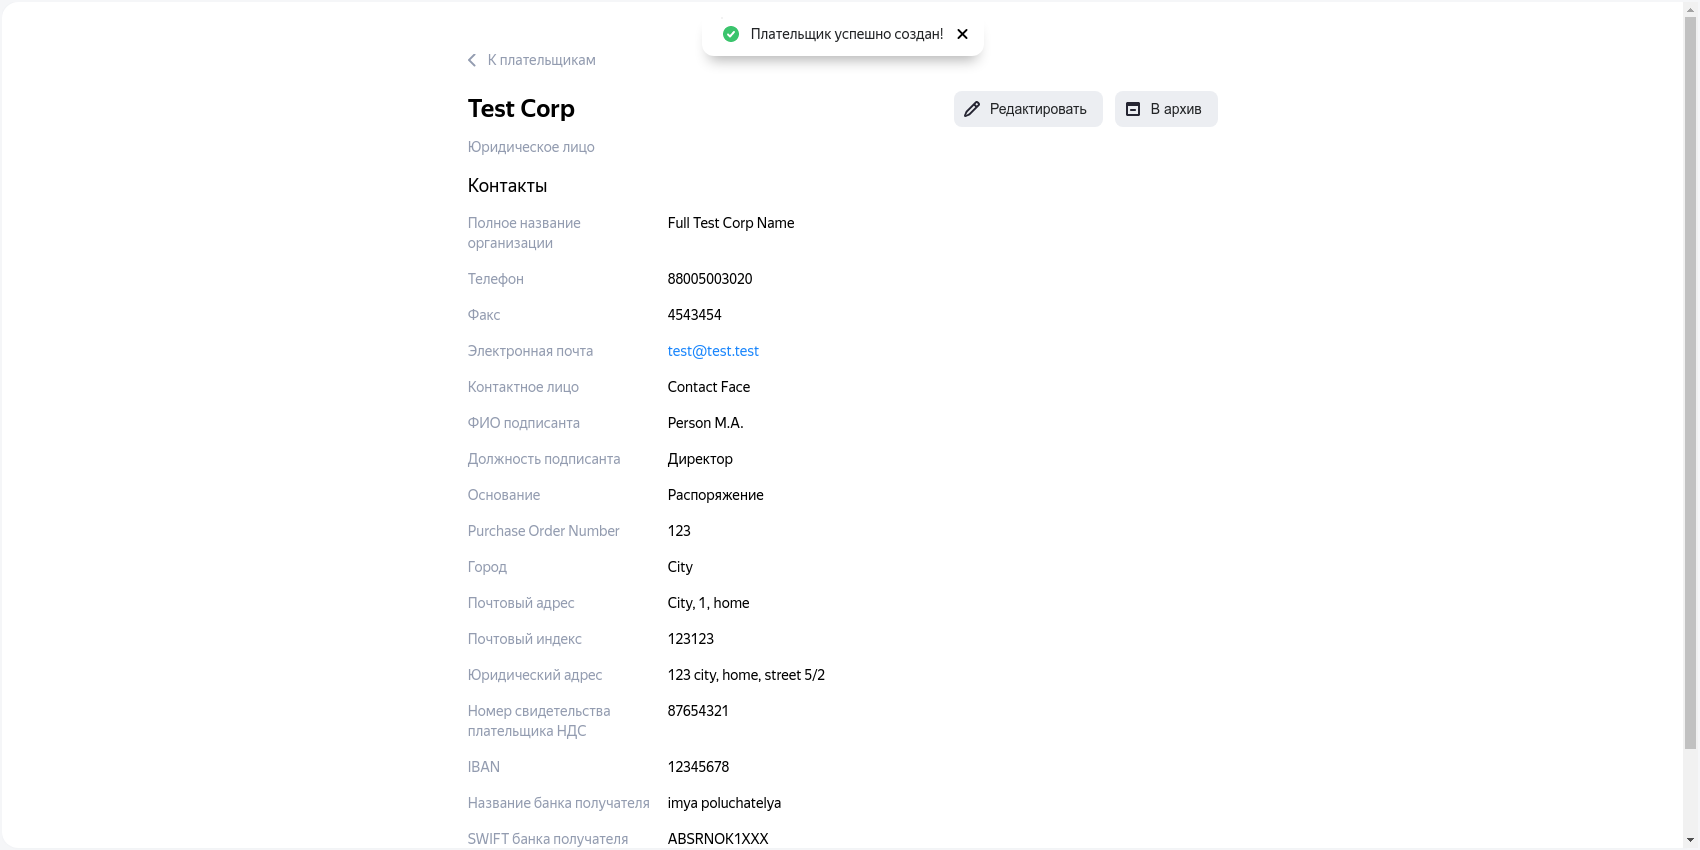 Плательщик успешно создан!
К плательщикам
Test Corp
Редактировать
В архив
Юридическое лицо
Контакты
Полное название
организации
Full Test Corp Name
Телефон
88005003020
Факс
4543454
Электронная почта
test@test.test
Контактное лицо
Contact Face
ФИО подписанта
Person M.A.
Должность подписанта
Директор
Основание
Распоряжение
Purchase Order Number
123
Город
City
Почтовый адрес
City, 1, home
Почтовый индекс
123123
Юридический адрес
123 city, home, street 5/2
Номер свидетельства
плательщика НДС
87654321
IBAN
12345678
Название банка получателя
imya poluchatelya
SWIFT банка получателя
ABSRNOK1XXX